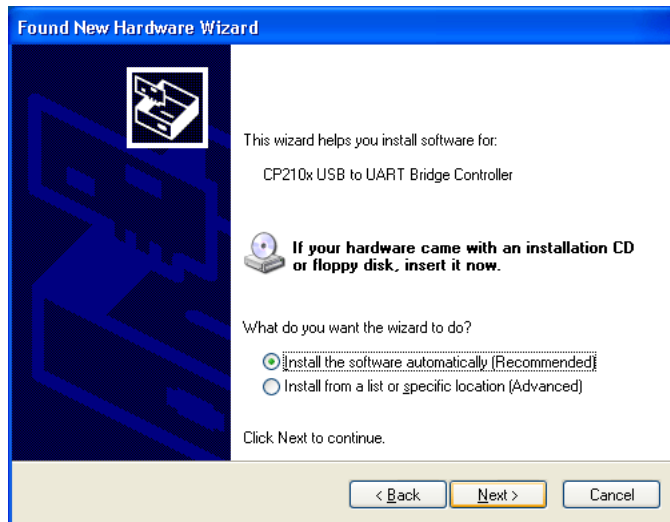 Found New Hardware Wizard
This wizard helps you install software for:
CP210x USB to UART Bridge Controller
If your hardware came with an installation CD
or floppy disk, insert it now.
What do you want the wizard to do?
Install the software automatically (Recommended)
Install from a list or specific location (Advanced)
Click Next to continue.
< Back Next > Cancel